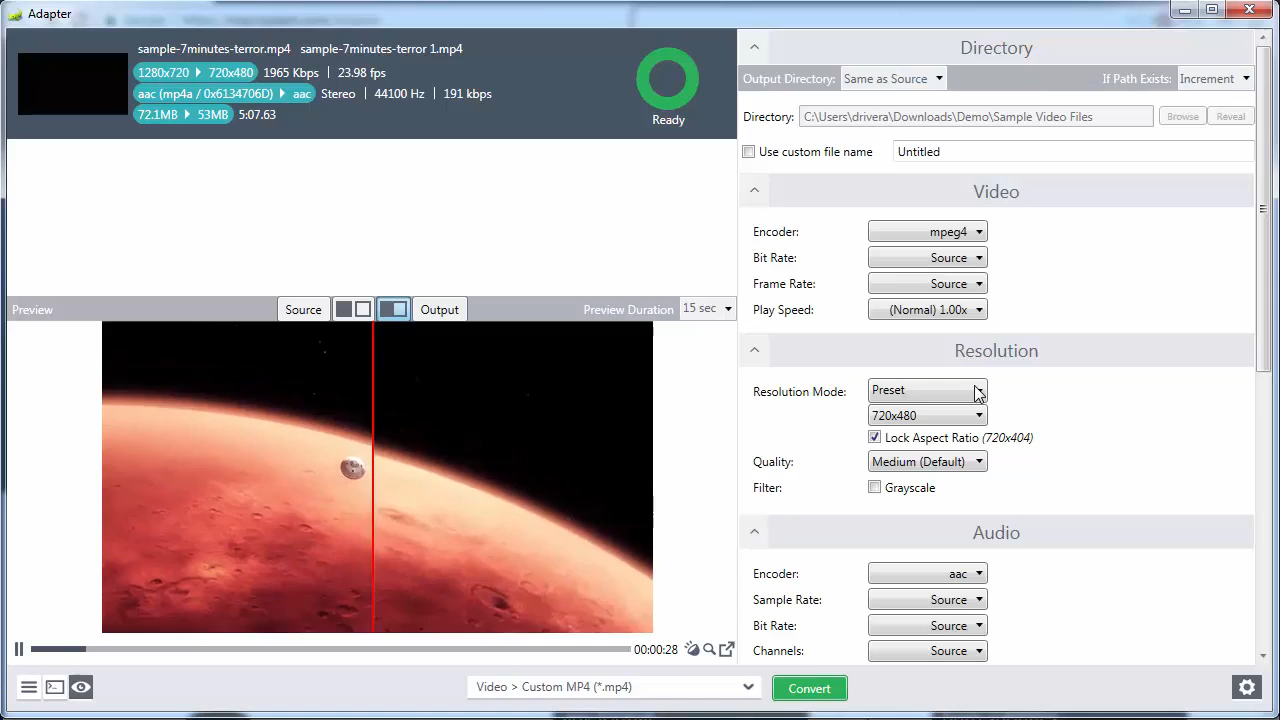 Adapter
sample-7minutes-terror.mp4 sample-7minutes-terror 1.mp4
1280x720 720x480 1965 Kbps | 23.98 fps
aac (mp4a / 0x6134706D) aac Stereo | 44100 Hz | 191 kbps
72.1MB 53MB 5:07.63
Ready
Preview Source Output Preview Duration 15 sec
00:00:28
Directory
Output Directory: Same as Source If Path Exists: Increment
Directory: C:\Users\drivera\Downloads\Demo\Sample Video Files Browse Reveal
Use custom file name Untitled
Video
Encoder: mpeg4
Bit Rate: Source
Frame Rate: Source
Play Speed: (Normal) 1.00x
Resolution
Resolution Mode: Preset
720x480
Lock Aspect Ratio (720x404)
Quality: Medium (Default)
Filter: Grayscale
Audio
Encoder: aac
Sample Rate: Source
Bit Rate: Source
Channels: Source
Video > Custom MP4 (*.mp4) Convert